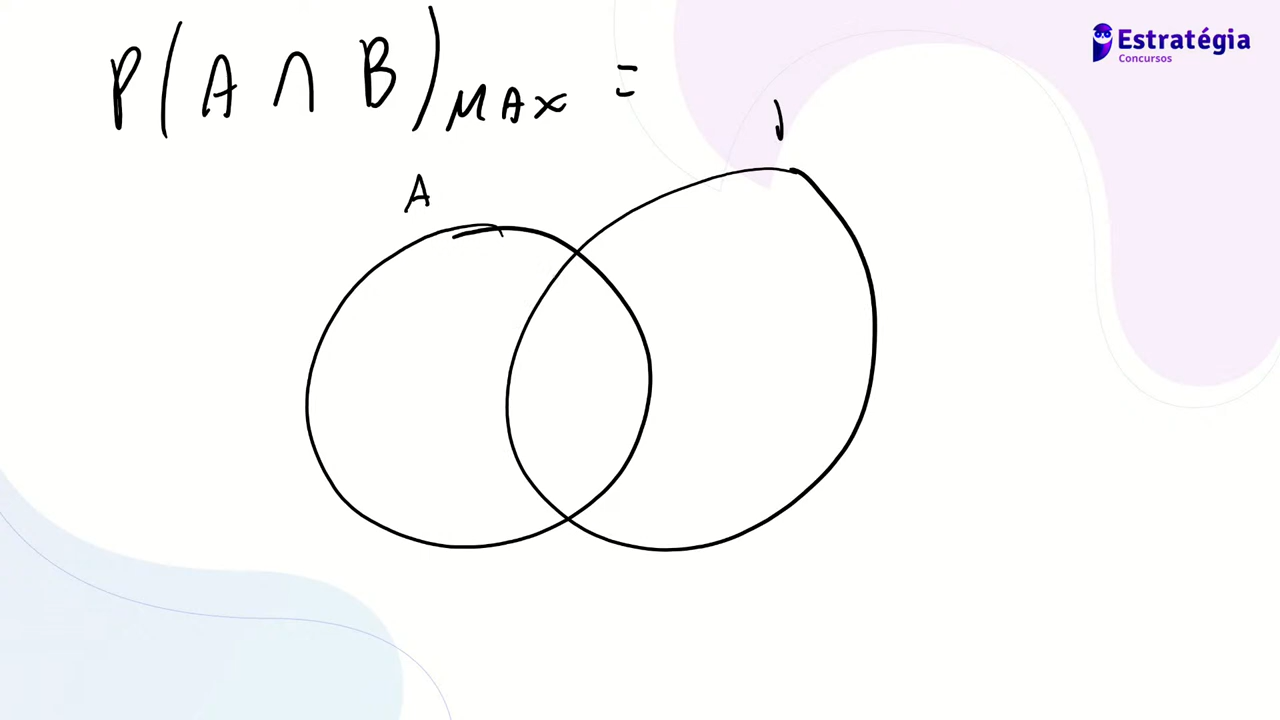 P(A ∩ B)MAX =
Estratégia
Concursos
A